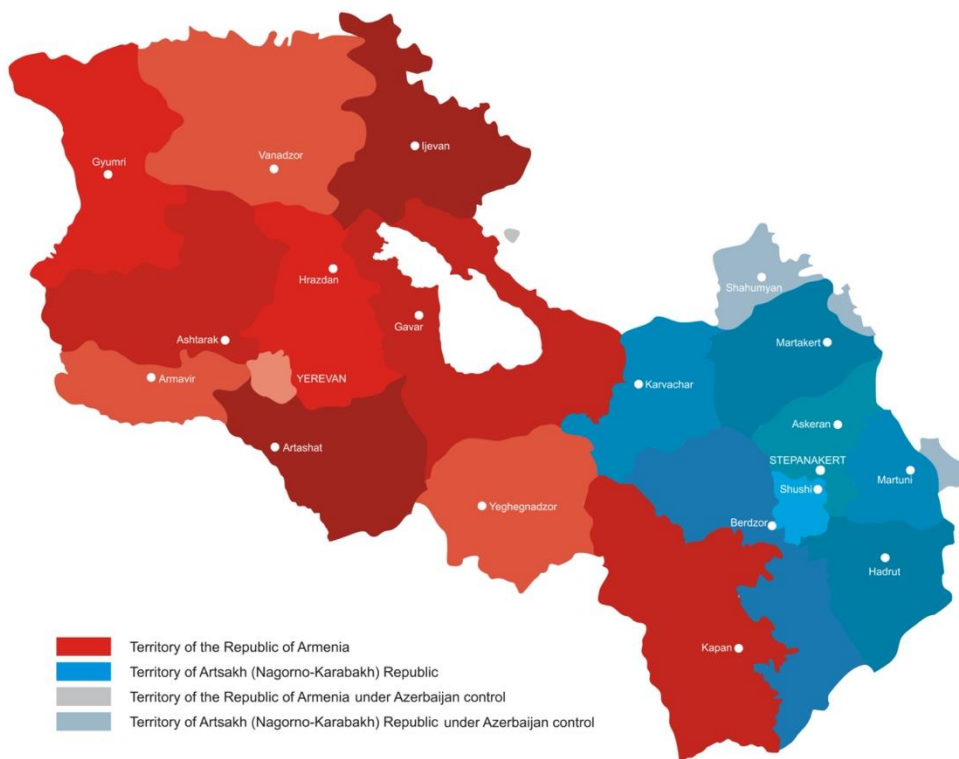 Ijevan
Vanadzor
Gyumri
Hrazdan
Shahumyan
Gavar
Ashtarak
Martakert
Armavir
YEREVAN
Karvachar
Askeran
Artashat
STEPANAKERT
Martuni
Shushi
Yeghegnadzor
Berdzor
Hadrut
Kapan
Territory of the Republic of Armenia
Territory of Artsakh (Nagorno-Karabakh) Republic
Territory of the Republic of Armenia under Azerbaijan control
Territory of Artsakh (Nagorno-Karabakh) Republic under Azerbaijan control